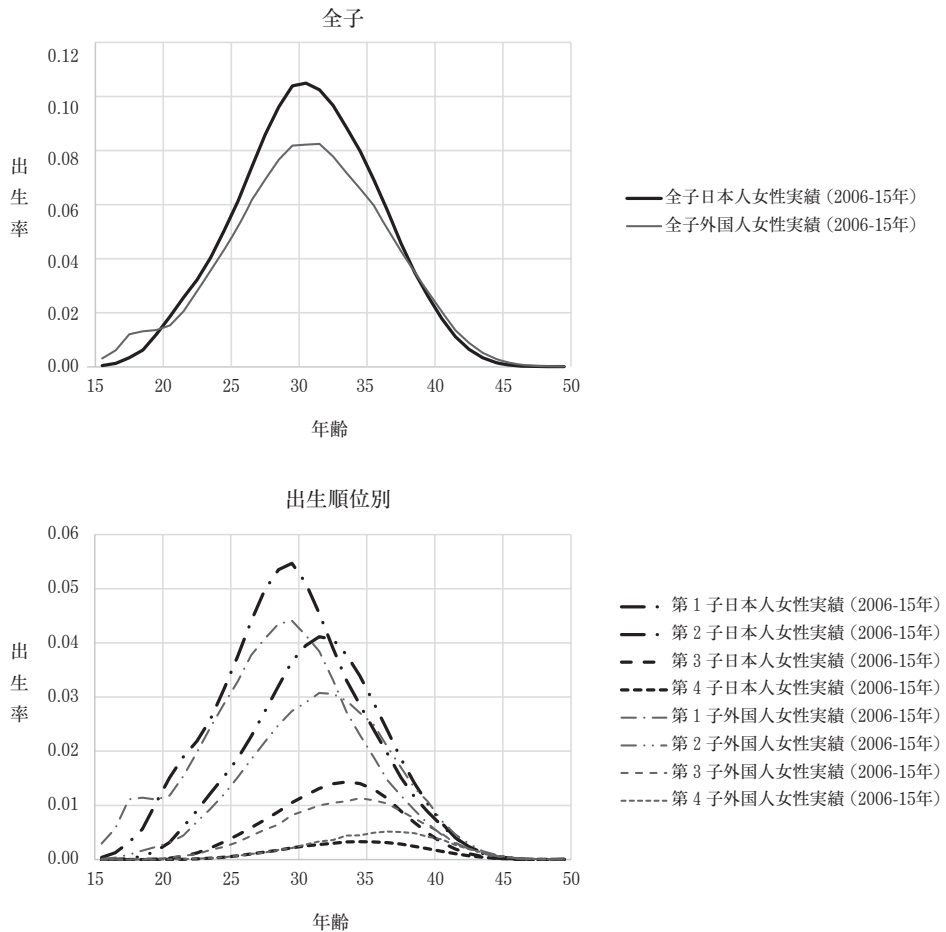 全子
0.12
0.10
0.08
0.06
0.04
0.02
0.00
出生率
15 20 25 30 35 40 45 50
年齢
全子日本人女性実績（2006-15年）
全子外国人女性実績（2006-15年）
出生順位別
0.06
0.05
0.04
0.03
0.02
0.01
0.00
出生率
15 20 25 30 35 40 45 50
年齢
第 1 子日本人女性実績（2006-15年）
第 2 子日本人女性実績（2006-15年）
第 3 子日本人女性実績（2006-15年）
第 4 子日本人女性実績（2006-15年）
第 1 子外国人女性実績（2006-15年）
第 2 子外国人女性実績（2006-15年）
第 3 子外国人女性実績（2006-15年）
第 4 子外国人女性実績（2006-15年）